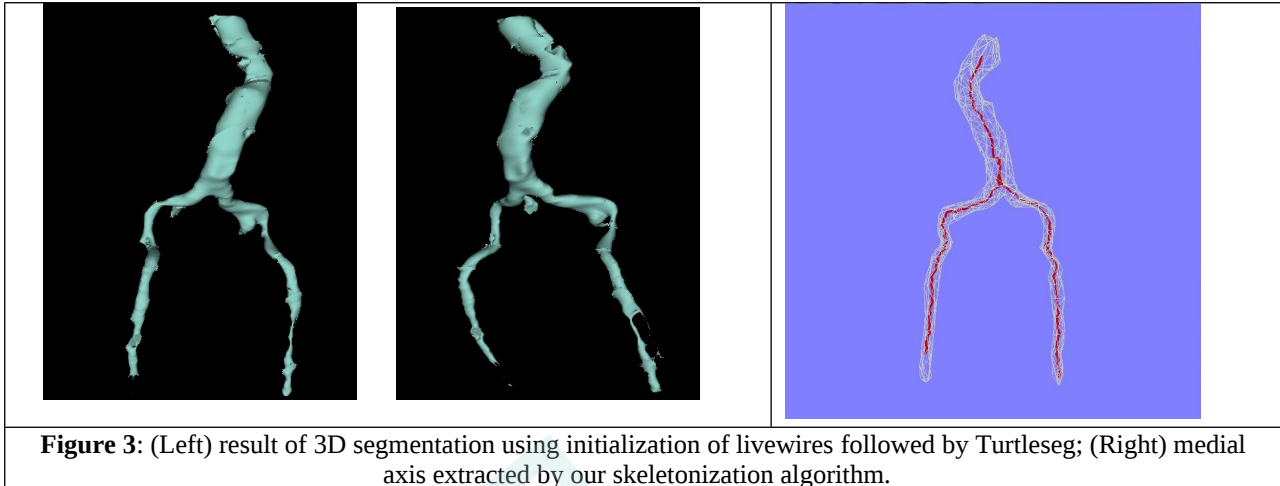 Figure 3: (Left) result of 3D segmentation using initialization of livewires followed by Turtleseg; (Right) medial
axis extracted by our skeletonization algorithm.